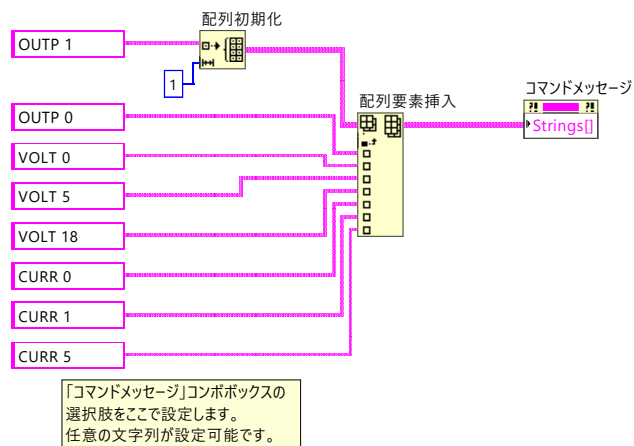 配列初期化
OUTP 1
1
コマンドメッセージ
配列要素挿入
Strings[]
OUTP 0
VOLT 0
VOLT 5
VOLT 18
CURR 0
CURR 1
CURR 5
「コマンドメッセージ」コンボボックスの
選択肢をここで設定します。
任意の文字列が設定可能です。